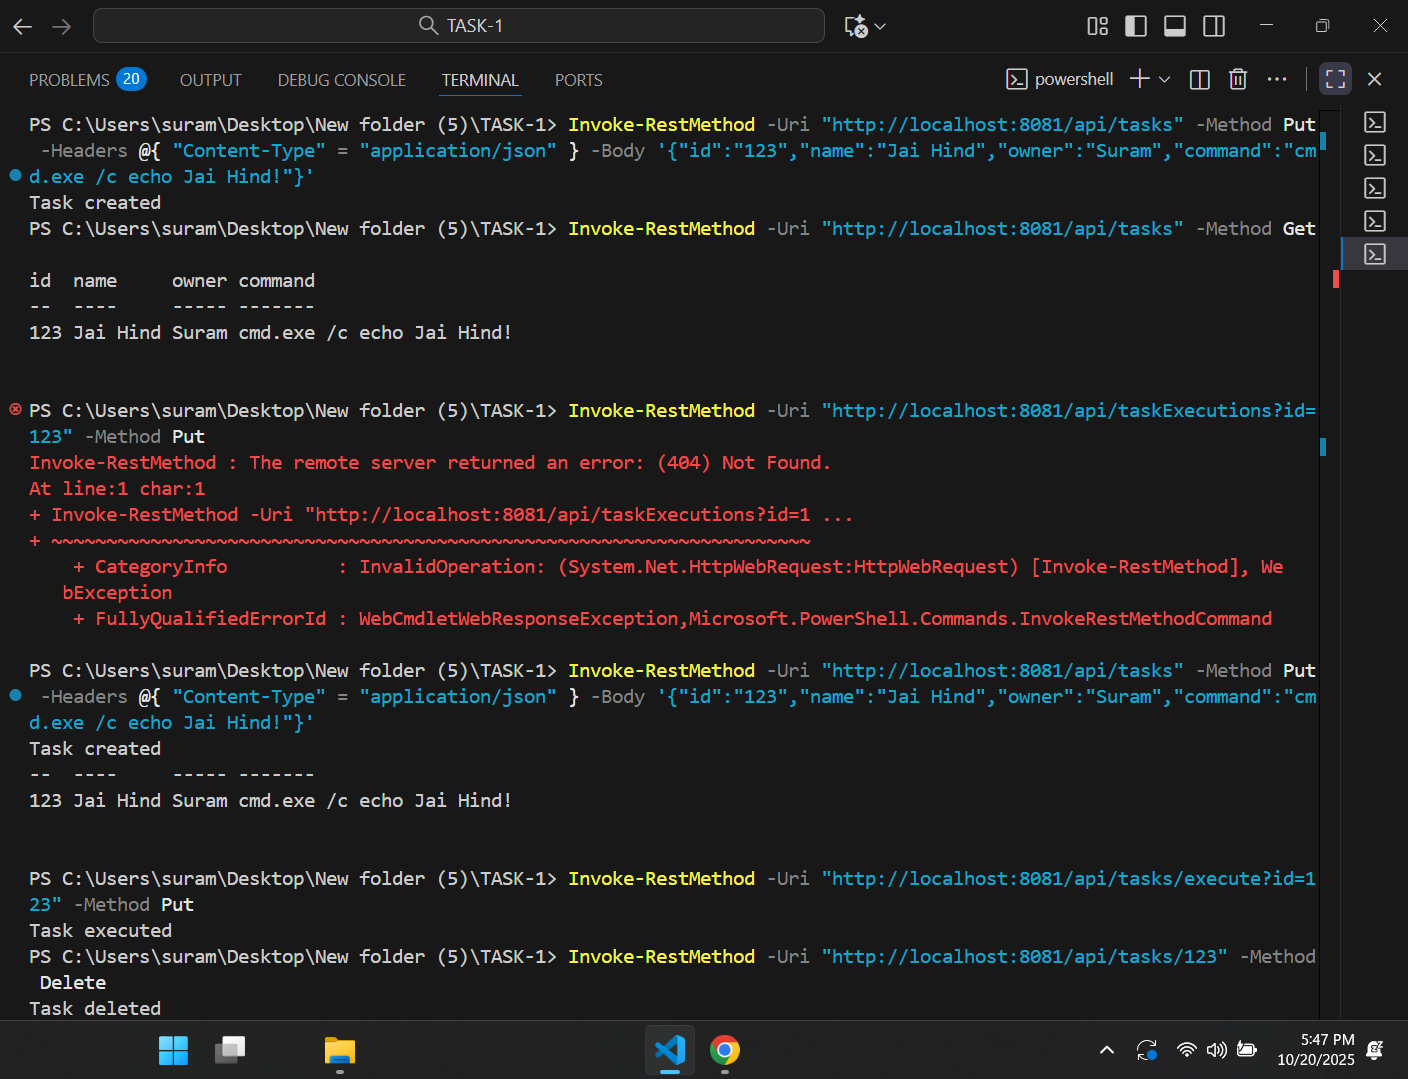 TASK-1
PROBLEMS 20 OUTPUT DEBUG CONSOLE TERMINAL PORTS powershell
PS C:\Users\suram\Desktop\New folder (5)\TASK-1> Invoke-RestMethod -Uri "http://localhost:8081/api/tasks" -Method Put
-Headers @{ "Content-Type" = "application/json" } -Body '{"id":"123","name":"Jai Hind","owner":"Suram","command":"cm
d.exe /c echo Jai Hind!"}'
Task created
PS C:\Users\suram\Desktop\New folder (5)\TASK-1> Invoke-RestMethod -Uri "http://localhost:8081/api/tasks" -Method Get
id  name     owner command
--  ----     ----- -------
123 Jai Hind Suram cmd.exe /c echo Jai Hind!
PS C:\Users\suram\Desktop\New folder (5)\TASK-1> Invoke-RestMethod -Uri "http://localhost:8081/api/taskExecutions?id=
123" -Method Put
Invoke-RestMethod : The remote server returned an error: (404) Not Found.
At line:1 char:1
+ Invoke-RestMethod -Uri "http://localhost:8081/api/taskExecutions?id=1 ...
+ ~~~~~~~~~~~~~~~~~~~~~~~~~~~~~~~~~~~~~~~~~~~~~~~~~~~~~~~~~~~~~~~~~~~~~
+ CategoryInfo          : InvalidOperation: (System.Net.HttpWebRequest:HttpWebRequest) [Invoke-RestMethod], We
bException
+ FullyQualifiedErrorId : WebCmdletWebResponseException,Microsoft.PowerShell.Commands.InvokeRestMethodCommand
PS C:\Users\suram\Desktop\New folder (5)\TASK-1> Invoke-RestMethod -Uri "http://localhost:8081/api/tasks" -Method Put
-Headers @{ "Content-Type" = "application/json" } -Body '{"id":"123","name":"Jai Hind","owner":"Suram","command":"cm
d.exe /c echo Jai Hind!"}'
Task created
--  ----     ----- -------
123 Jai Hind Suram cmd.exe /c echo Jai Hind!
PS C:\Users\suram\Desktop\New folder (5)\TASK-1> Invoke-RestMethod -Uri "http://localhost:8081/api/tasks/execute?id=1
23" -Method Put
Task executed
PS C:\Users\suram\Desktop\New folder (5)\TASK-1> Invoke-RestMethod -Uri "http://localhost:8081/api/tasks/123" -Method
Delete
Task deleted
5:47 PM
10/20/2025